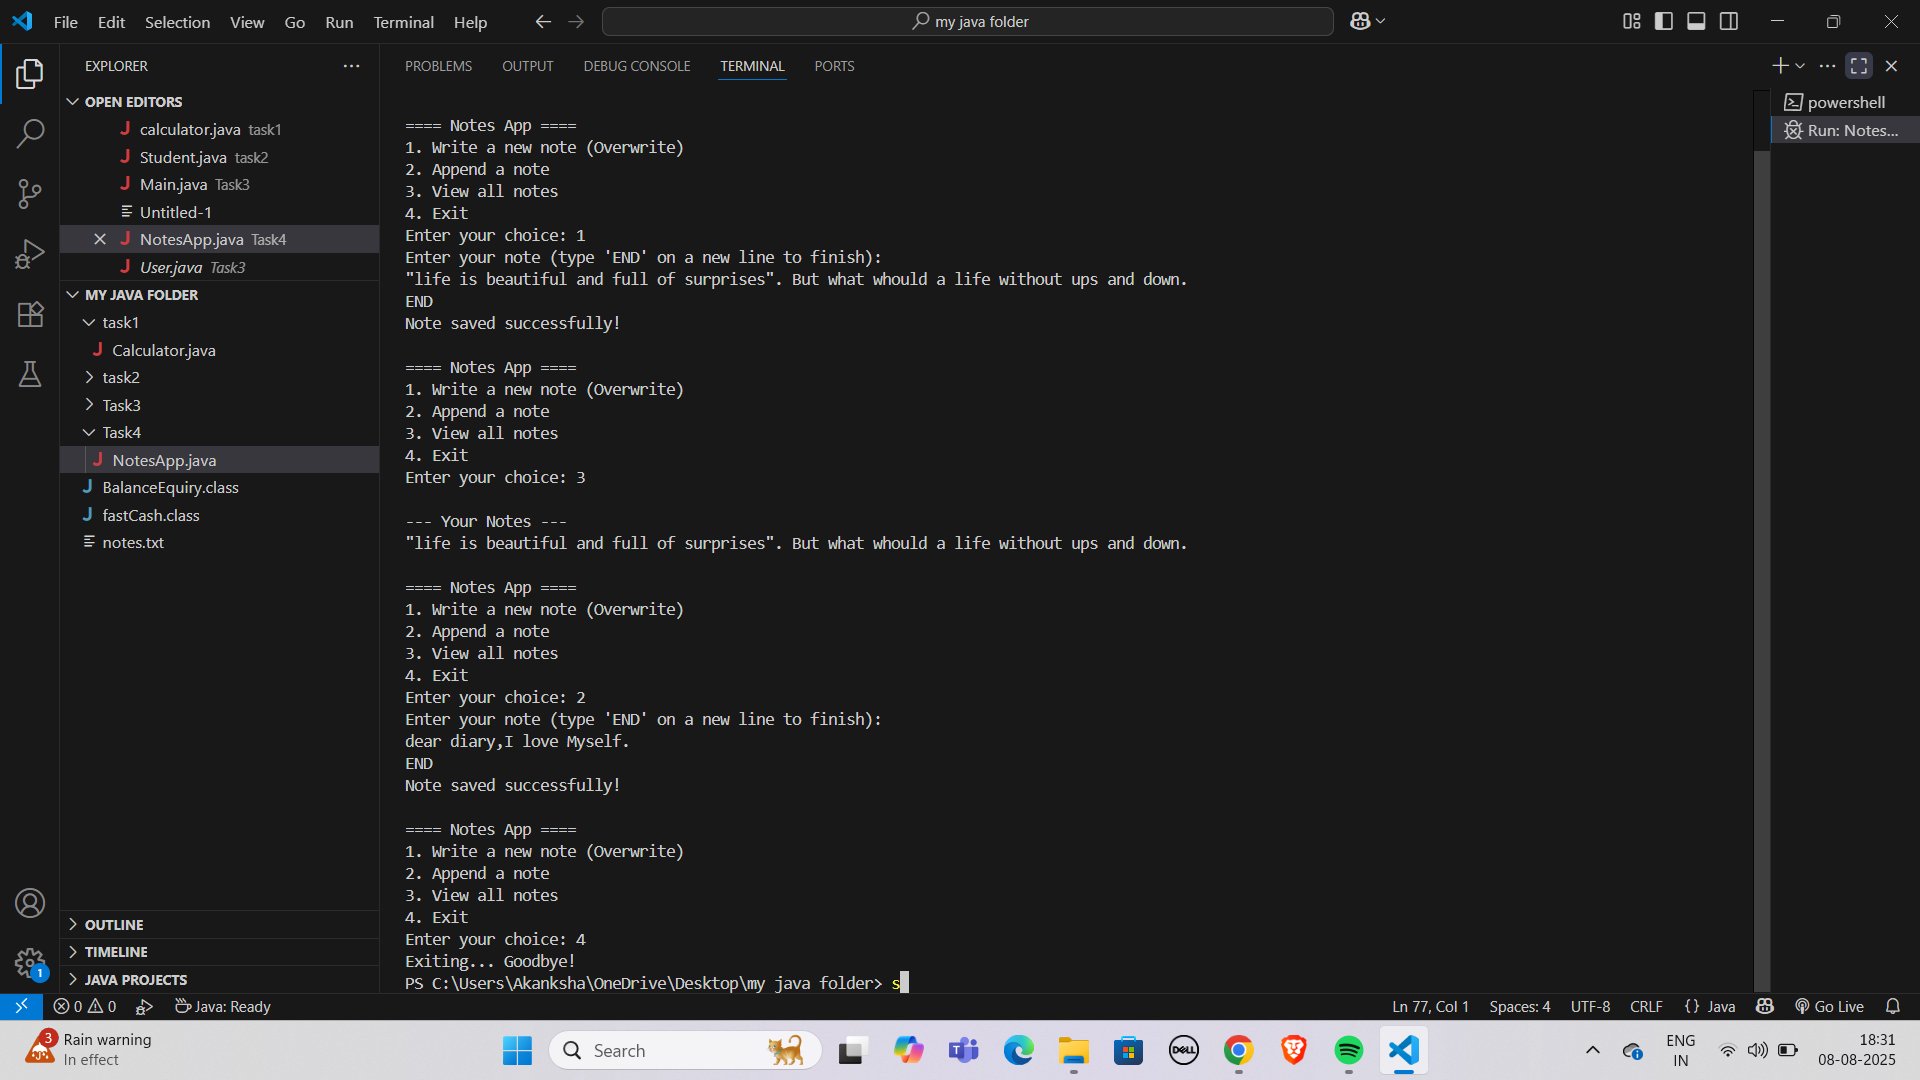 File Edit Selection View Go Run Terminal Help
my java folder
EXPLORER
OPEN EDITORS
calculator.java task1
Student.java task2
Main.java Task3
Untitled-1
NotesApp.java Task4
User.java Task3
MY JAVA FOLDER
task1
Calculator.java
task2
Task3
Task4
NotesApp.java
BalanceEquiry.class
fastCash.class
notes.txt
OUTLINE
TIMELINE
JAVA PROJECTS
PROBLEMS OUTPUT DEBUG CONSOLE TERMINAL PORTS
==== Notes App ====
1. Write a new note (Overwrite)
2. Append a note
3. View all notes
4. Exit
Enter your choice: 1
Enter your note (type 'END' on a new line to finish):
"life is beautiful and full of surprises". But what whould a life without ups and down.
END
Note saved successfully!
==== Notes App ====
1. Write a new note (Overwrite)
2. Append a note
3. View all notes
4. Exit
Enter your choice: 3
--- Your Notes ---
"life is beautiful and full of surprises". But what whould a life without ups and down.
==== Notes App ====
1. Write a new note (Overwrite)
2. Append a note
3. View all notes
4. Exit
Enter your choice: 2
Enter your note (type 'END' on a new line to finish):
dear diary,I love Myself.
END
Note saved successfully!
==== Notes App ====
1. Write a new note (Overwrite)
2. Append a note
3. View all notes
4. Exit
Enter your choice: 4
Exiting... Goodbye!
PS C:\Users\Akanksha\OneDrive\Desktop\my java folder> s
powershell
Run: Notes...
1
0 0 Java: Ready
Ln 77, Col 1 Spaces: 4 UTF-8 CRLF {} Java Go Live
3
Rain warning
In effect
Search
DELL
ENG
IN
18:31
08-08-2025